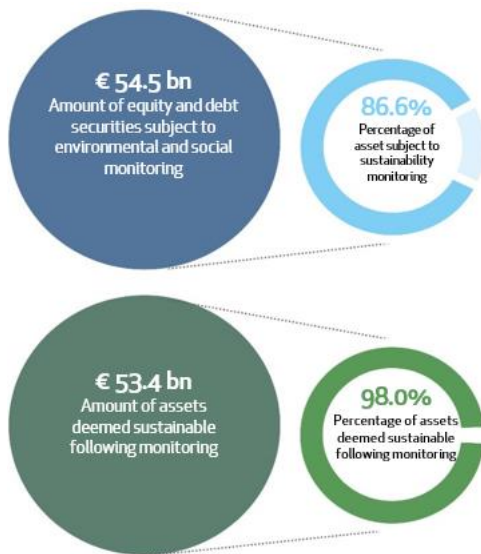 € 54.5 bn
Amount of equity and debt
securities subject to
environmental and social
monitoring
86.6%
Percentage of
asset subject to
sustainability
monitoring
€ 53.4 bn
Amount of assets
deemed sustainable
following monitoring
98.0%
Percentage of assets
deemed sustainable
following monitoring